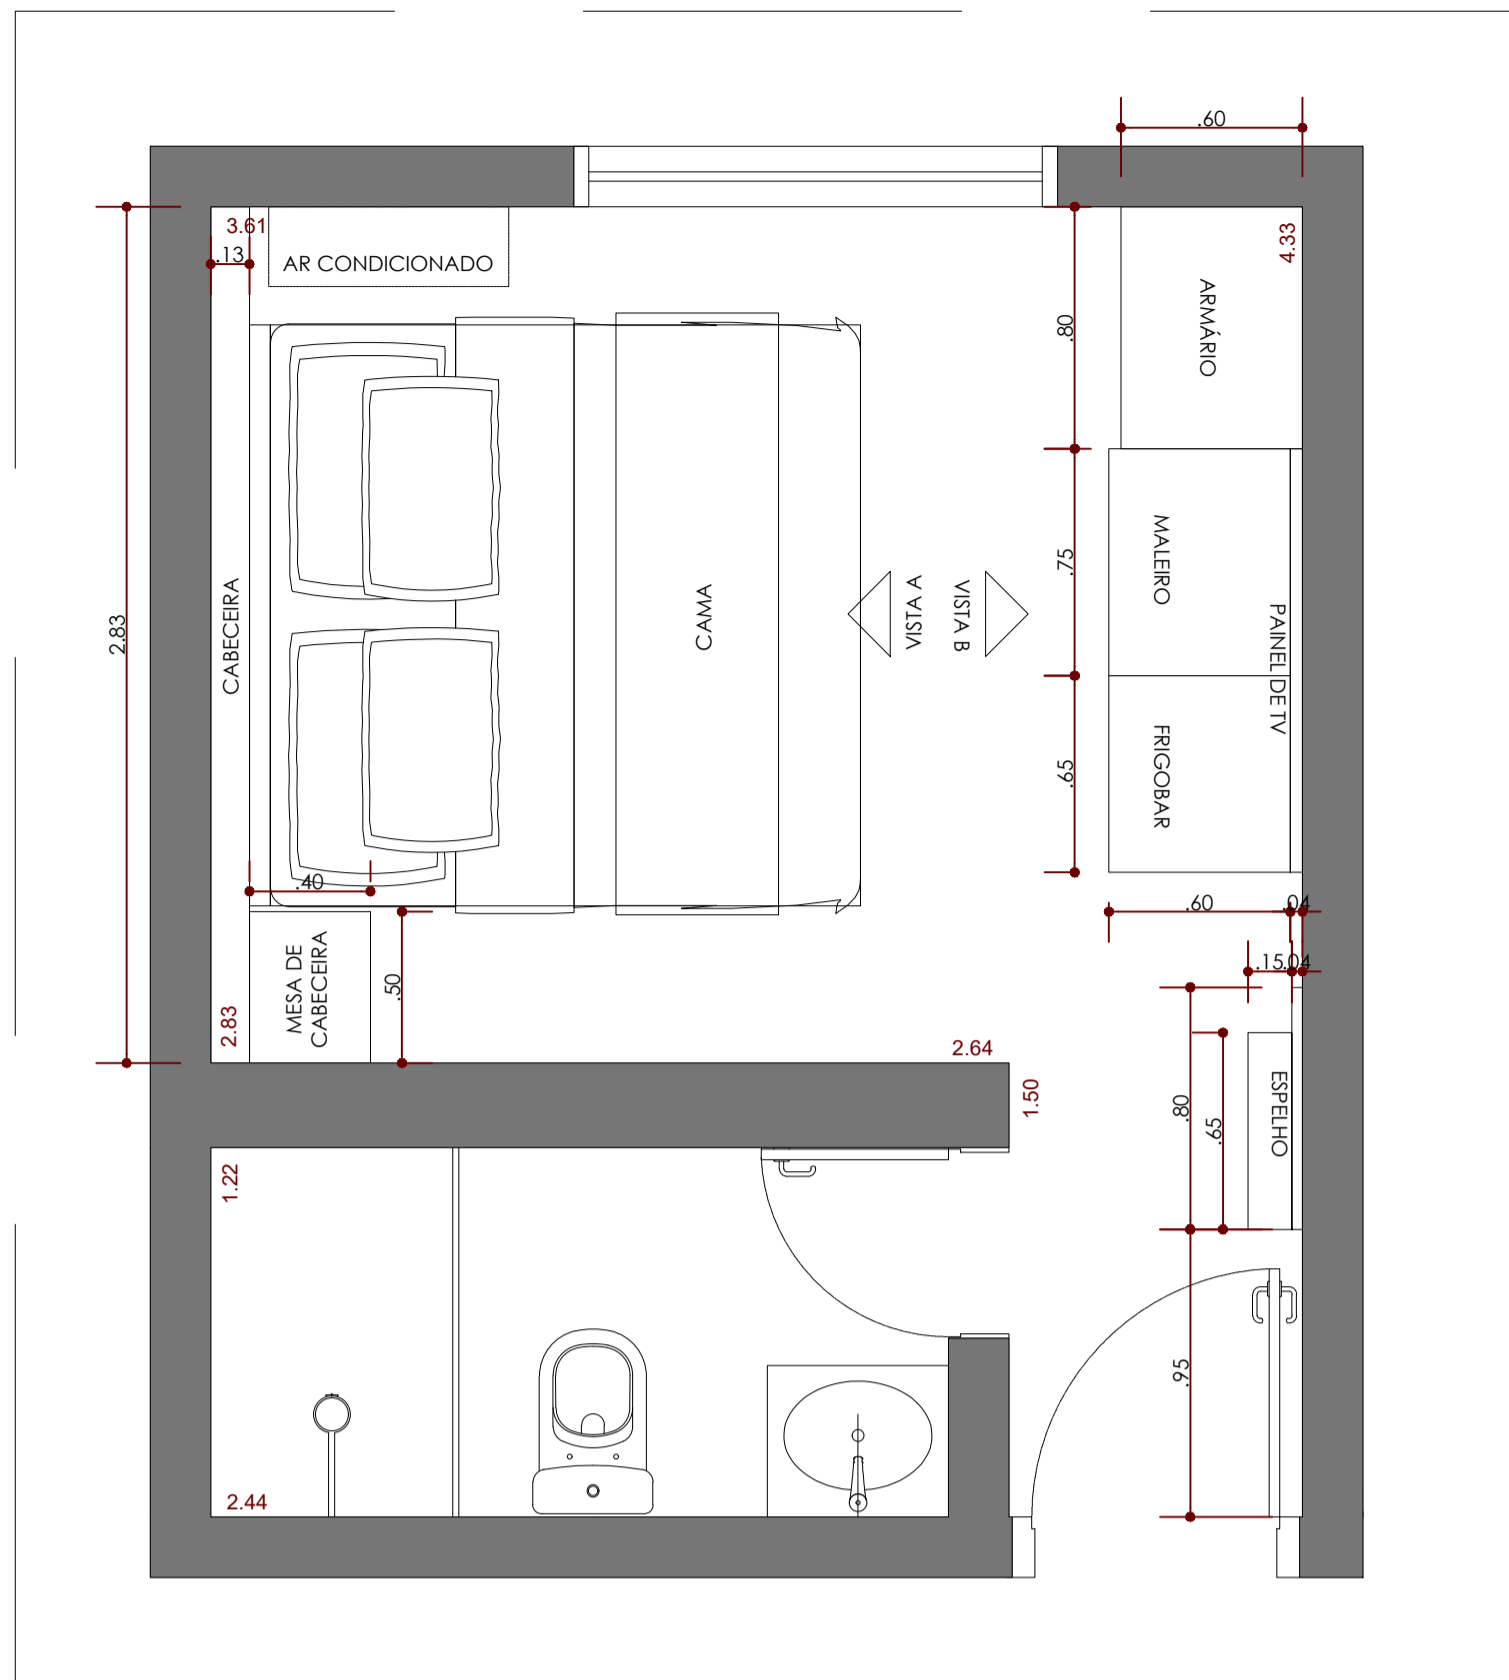 .60
3.61
4.33
.13
AR CONDICIONADO
ARMÁRIO
.80
MALEIRO
.75
CABECEIRA
CAMA
VISTA A
VISTA B
PAINEL DE TV
2.83
FRIGOBAR
.65
.40
.60
.04
MESA DE
CABECEIRA
.50
.15
.04
2.83
2.64
1.50
ESPELHO
.80
.65
1.22
.95
2.44